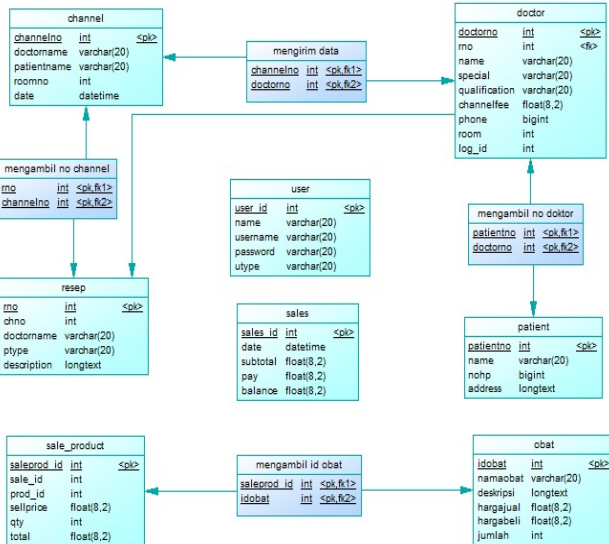 channel
channelno int <pk>
doctorname varchar(20)
patientname varchar(20)
roomno int
date datetime
mengirim data
channelno int <pk,fk1>
doctorno int <pk,fk2>
doctor
doctorno int <pk>
rno int <fk>
name varchar(20)
special varchar(20)
qualification varchar(20)
channelfee float(8,2)
phone bigint
room int
log_id int
mengambil no channel
rno int <pk,fk1>
channelno int <pk,fk2>
user
user_id int <pk>
name varchar(20)
username varchar(20)
password varchar(20)
utype varchar(20)
mengambil no doktor
patientno int <pk,fk1>
doctorno int <pk,fk2>
resep
rno int <pk>
chno int
doctorname varchar(20)
ptype varchar(20)
description longtext
sales
sales_id int <pk>
date datetime
subtotal float(8,2)
pay float(8,2)
balance float(8,2)
patient
patientno int <pk>
name varchar(20)
nohp bigint
address longtext
sale_product
saleprod_id int <pk>
sale_id int
prod_id int
sellprice float(8,2)
qty int
total float(8,2)
mengambil id obat
saleprod_id int <pk,fk1>
idobat int <pk,fk2>
obat
idobat int <pk>
namaobat varchar(20)
deskripsi longtext
hargajual float(8,2)
hargabeli float(8,2)
jumlah int